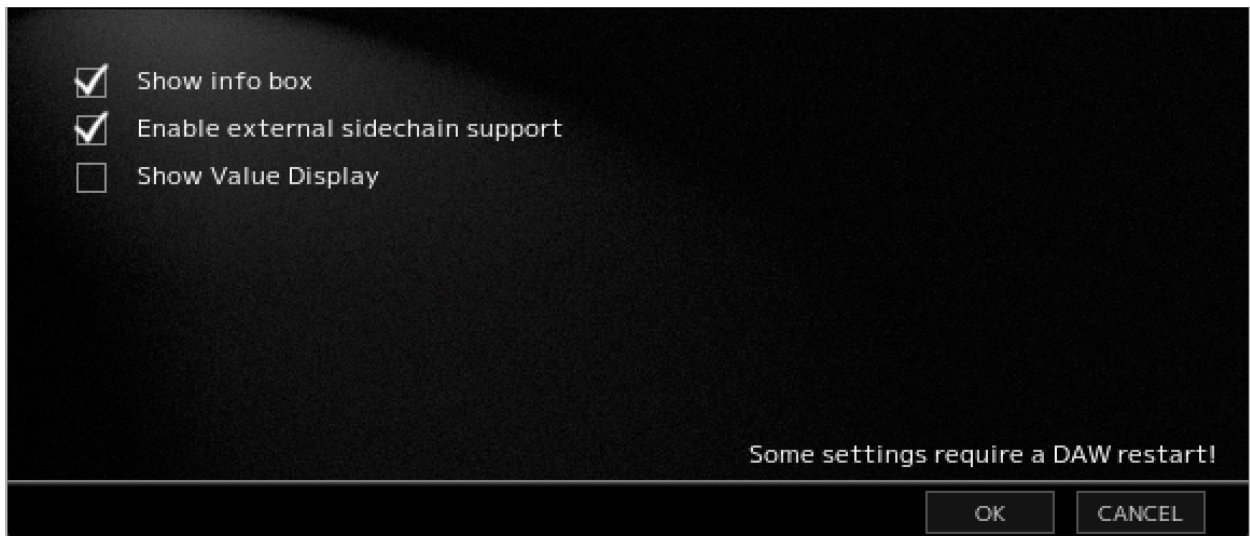 Show info box
Enable external sidechain support
Show Value Display
Some settings require a DAW restart!
OK
CANCEL